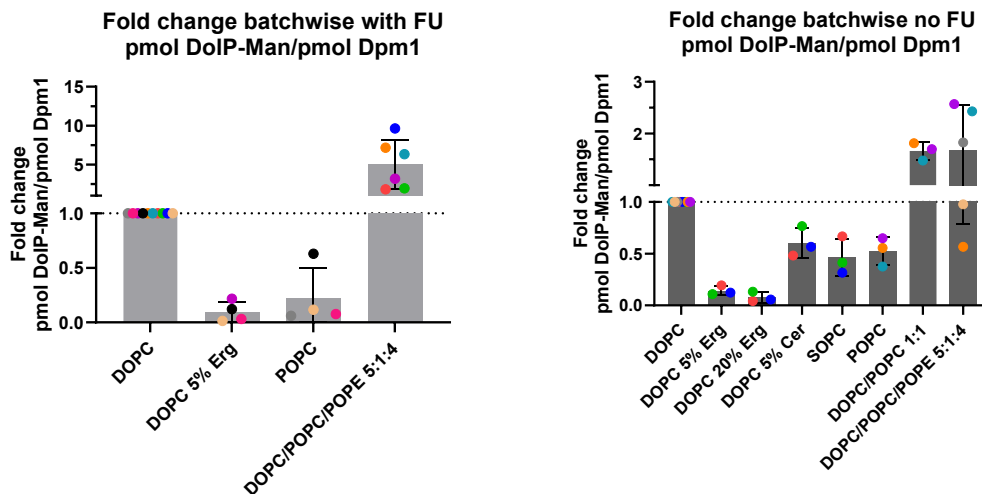 Fold change batchwise with FU
pmol DolP-Man/pmol Dpm1
Fold change
pmol DolP-Man/pmol Dpm1
15
10
5
1.0
0.5
0.0
DOPC
DOPC 5% Erg
POPC
DOPC/POPC/POPE 5:1:4
Fold change batchwise no FU
pmol DolP-Man/pmol Dpm1
Fold change
pmol DolP-Man/pmol Dpm1
3
2
1.0
0.5
0.0
DOPC
DOPC 5% Erg
DOPC 20% Erg
DOPC 5% Cer
SOPC
POPC
DOPC/POPC 1:1
DOPC/POPC/POPE 5:1:4